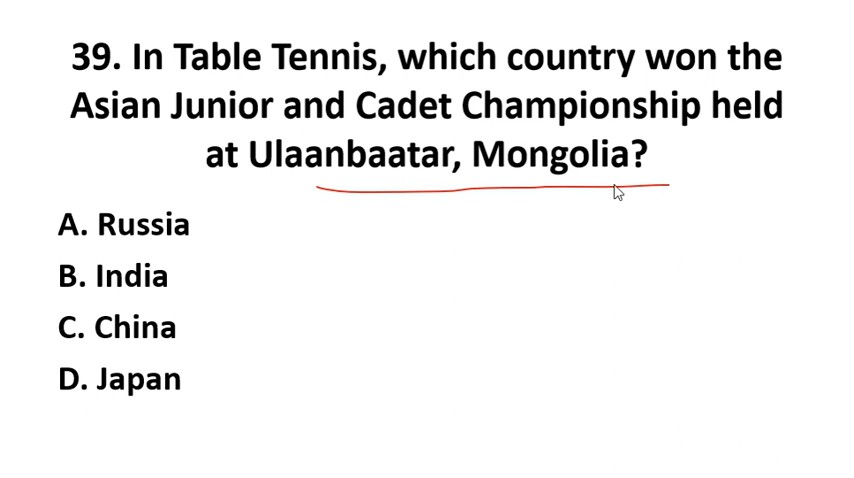 39. In Table Tennis, which country won the
Asian Junior and Cadet Championship held
at Ulaanbaatar, Mongolia?
A. Russia
B. India
C. China
D. Japan